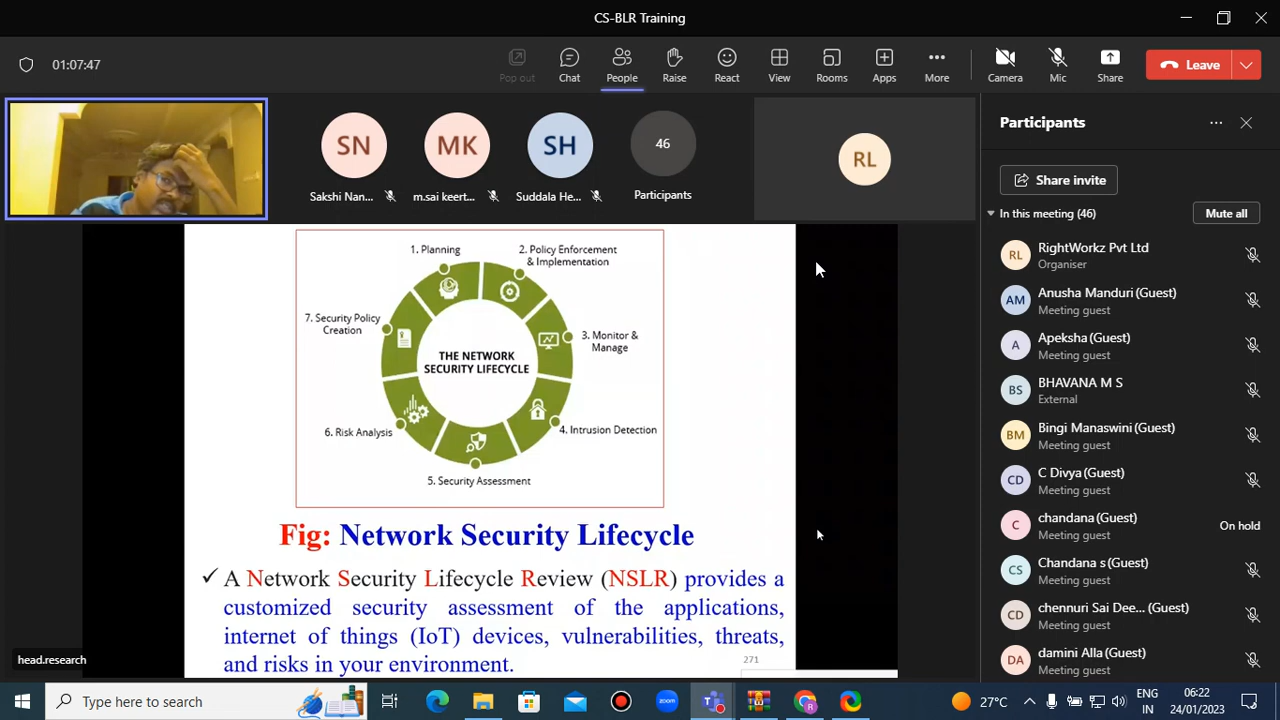 CS-BLR Training
01:07:47
Pop out
Chat
People
Raise
React
View
Rooms
Apps
More
Camera
Mic
Share
Leave
SN
MK
SH
46
RL
Sakshi Nan...
m.sai keert...
Suddala He...
Participants
Participants
Share invite
In this meeting (46)
Mute all
RL
RightWorkz Pvt Ltd
Organiser
AM
Anusha Manduri (Guest)
Meeting guest
A
Apeksha (Guest)
Meeting guest
BS
BHAVANA M S
External
BM
Bingi Manaswini (Guest)
Meeting guest
CD
C Divya (Guest)
Meeting guest
C
chandana (Guest)
Meeting guest
On hold
CS
Chandana s (Guest)
Meeting guest
CD
chennuri Sai Dee... (Guest)
Meeting guest
DA
damini Alla (Guest)
Meeting guest
1. Planning
2. Policy Enforcement
& Implementation
7. Security Policy
Creation
3. Monitor &
Manage
THE NETWORK
SECURITY LIFECYCLE
6. Risk Analysis
4. Intrusion Detection
5. Security Assessment
Fig: Network Security Lifecycle
✓ A Network Security Lifecycle Review (NSLR) provides a
customized security assessment of the applications,
internet of things (IoT) devices, vulnerabilities, threats,
and risks in your environment.
271
head.research
Type here to search
zoom
27°C
ENG
IN
06:22
24/01/2023